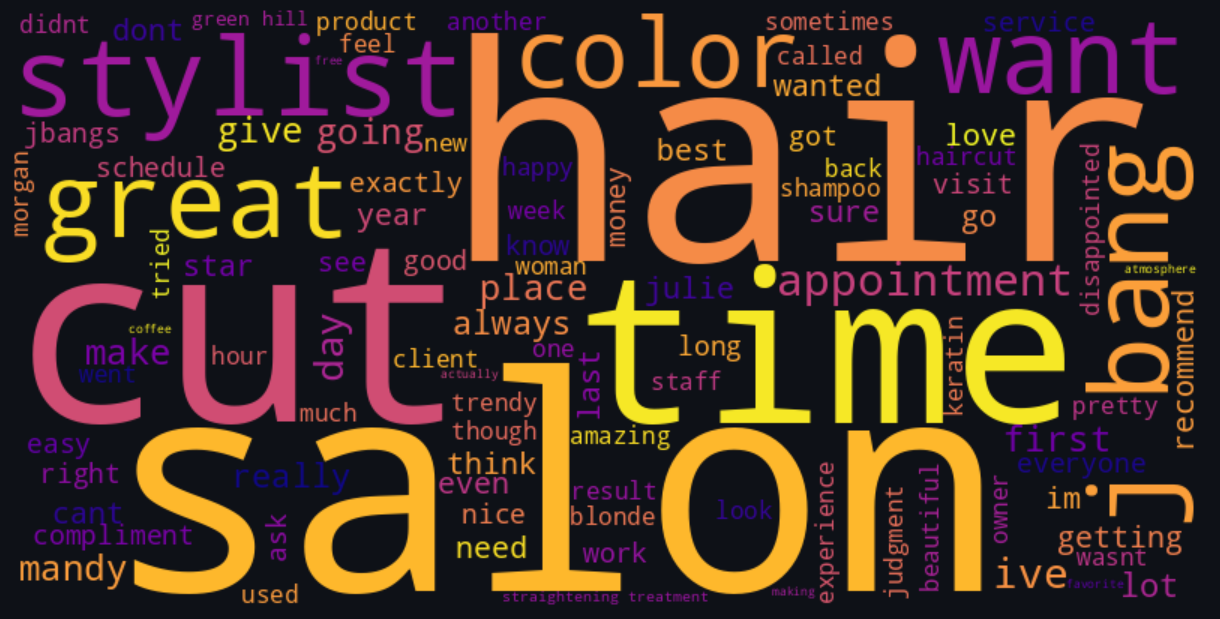 didnt
dont
green hill
product
another
sometimes
service
stylist
free
feel
color
called
wanted
want
hair
jbangs
give
going
new
best
got
love
back
haircut
schedule
happy
money
shampoo
visit
disappointed
bang
morgan
great
exactly
year
week
sure
go
tried
star
see
good
know
woman
atmosphere
cut
place
julie
appointment
time
coffee
make
went
hour
day
client
always
one
last
long
staff
keratin
recommend
actually
much
trendy
though
amazing
pretty
first
easy
right
really
salon
think
even
result
blonde
look
everyone
j
im
cant
compliment
ask
nice
need
work
experience
judgment
beautiful
owner
getting
wasnt
mandy
used
straightening treatment
making
ive
favorite
lot